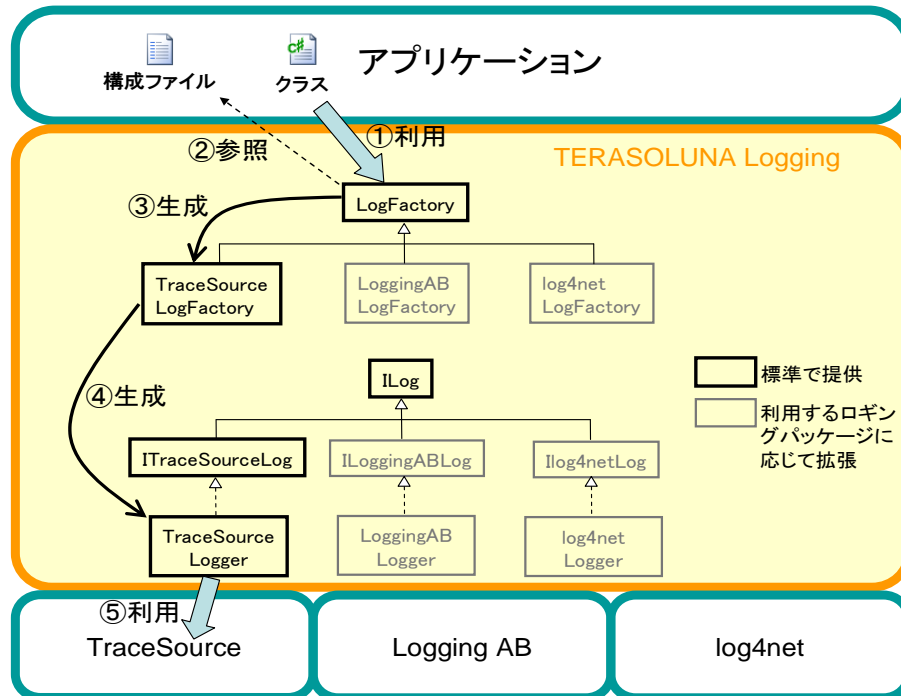 アプリケーション
構成ファイル
C#
クラス
①利用
②参照
TERASOLUNA Logging
LogFactory
③生成
TraceSource
LogFactory
LoggingAB
LogFactory
log4net
LogFactory
ILog
④生成
標準で提供
利用するロギン
グパッケージに
応じて拡張
ITraceSourceLog
ILoggingABLog
Ilog4netLog
TraceSource
Logger
LoggingAB
Logger
log4net
Logger
⑤利用
TraceSource
Logging AB
log4net